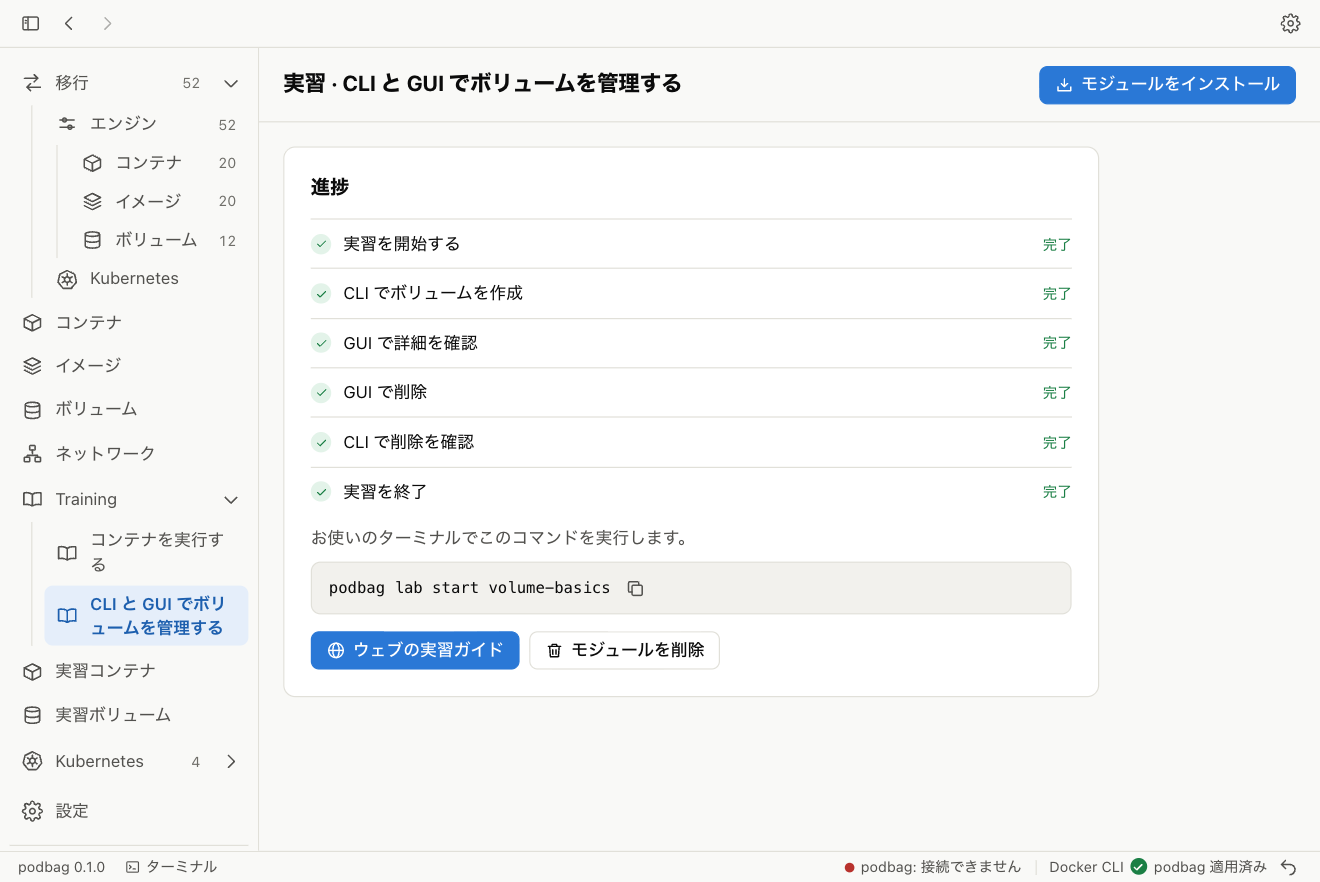 移行 52
エンジン 52
コンテナ 20
イメージ 20
ボリューム 12
Kubernetes
コンテナ
イメージ
ボリューム
ネットワーク
Training
コンテナを実行す
る
CLI と GUI でボリ
ュームを管理する
実習コンテナ
実習ボリューム
Kubernetes 4
設定
実習 · CLI と GUI でボリュームを管理する
モジュールをインストール
進捗
実習を開始する 完了
CLI でボリュームを作成 完了
GUI で詳細を確認 完了
GUI で削除 完了
CLI で削除を確認 完了
実習を終了 完了
お使いのターミナルでこのコマンドを実行します。
podbag lab start volume-basics
ウェブの実習ガイド モジュールを削除
podbag 0.1.0 ターミナル podbag: 接続できません Docker CLI podbag 適用済み